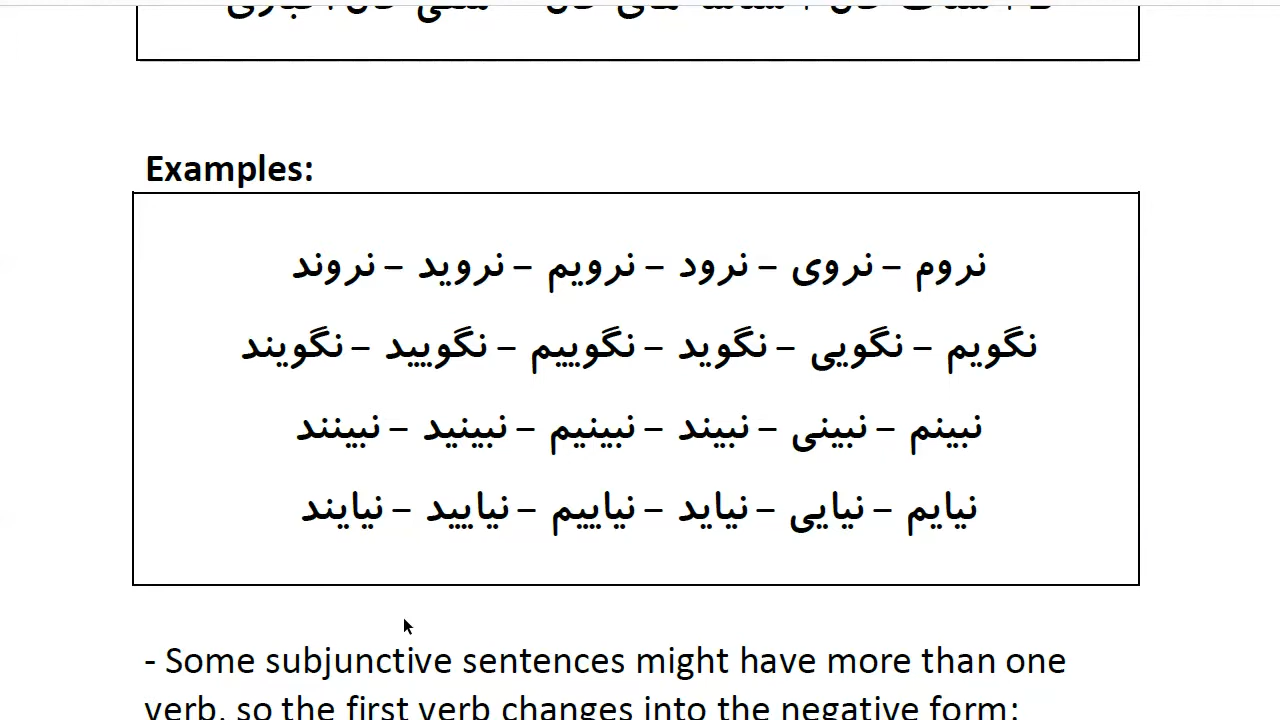 Examples:
نروم – نروی – نرود – نرویم – نروید – نروند
نگویم – نگویی – نگوید – نگوییم – نگویید – نگویند
نبینم – نبینی – نبیند – نبینیم – نبینید – نبینند
نیایم – نیایی – نیاید – نیاییم – نیایید – نیایند
- Some subjunctive sentences might have more than one
verb, so the first verb changes into the negative form: